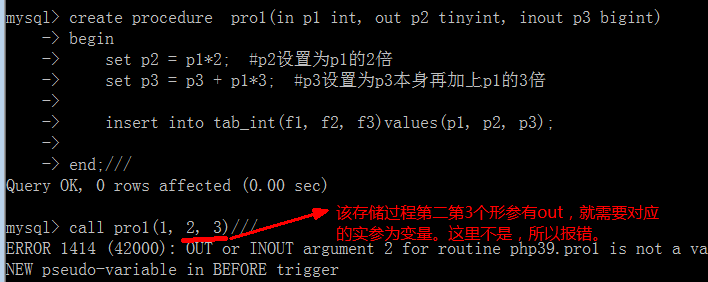 mysql> create procedure  pro1(in p1 int, out p2 tinyint, inout p3 bigint)
    -> begin
    ->     set p2 = p1*2;  #p2设置为p1的2倍
    ->     set p3 = p3 + p1*3;  #p3设置为p3本身再加上p1的3倍
    ->
    ->     insert into tab_int(f1, f2, f3)values(p1, p2, p3);
    ->
    -> end;///
Query OK, 0 rows affected (0.00 sec)
mysql> call pro1(1, 2, 3)///
该存储过程第二第3个形参有out，就需要对应
的实参为变量。这里不是，所以报错。
ERROR 1414 (42000): OUT or INOUT argument 2 for routine php39.pro1 is not a va
NEW pseudo-variable in BEFORE trigger